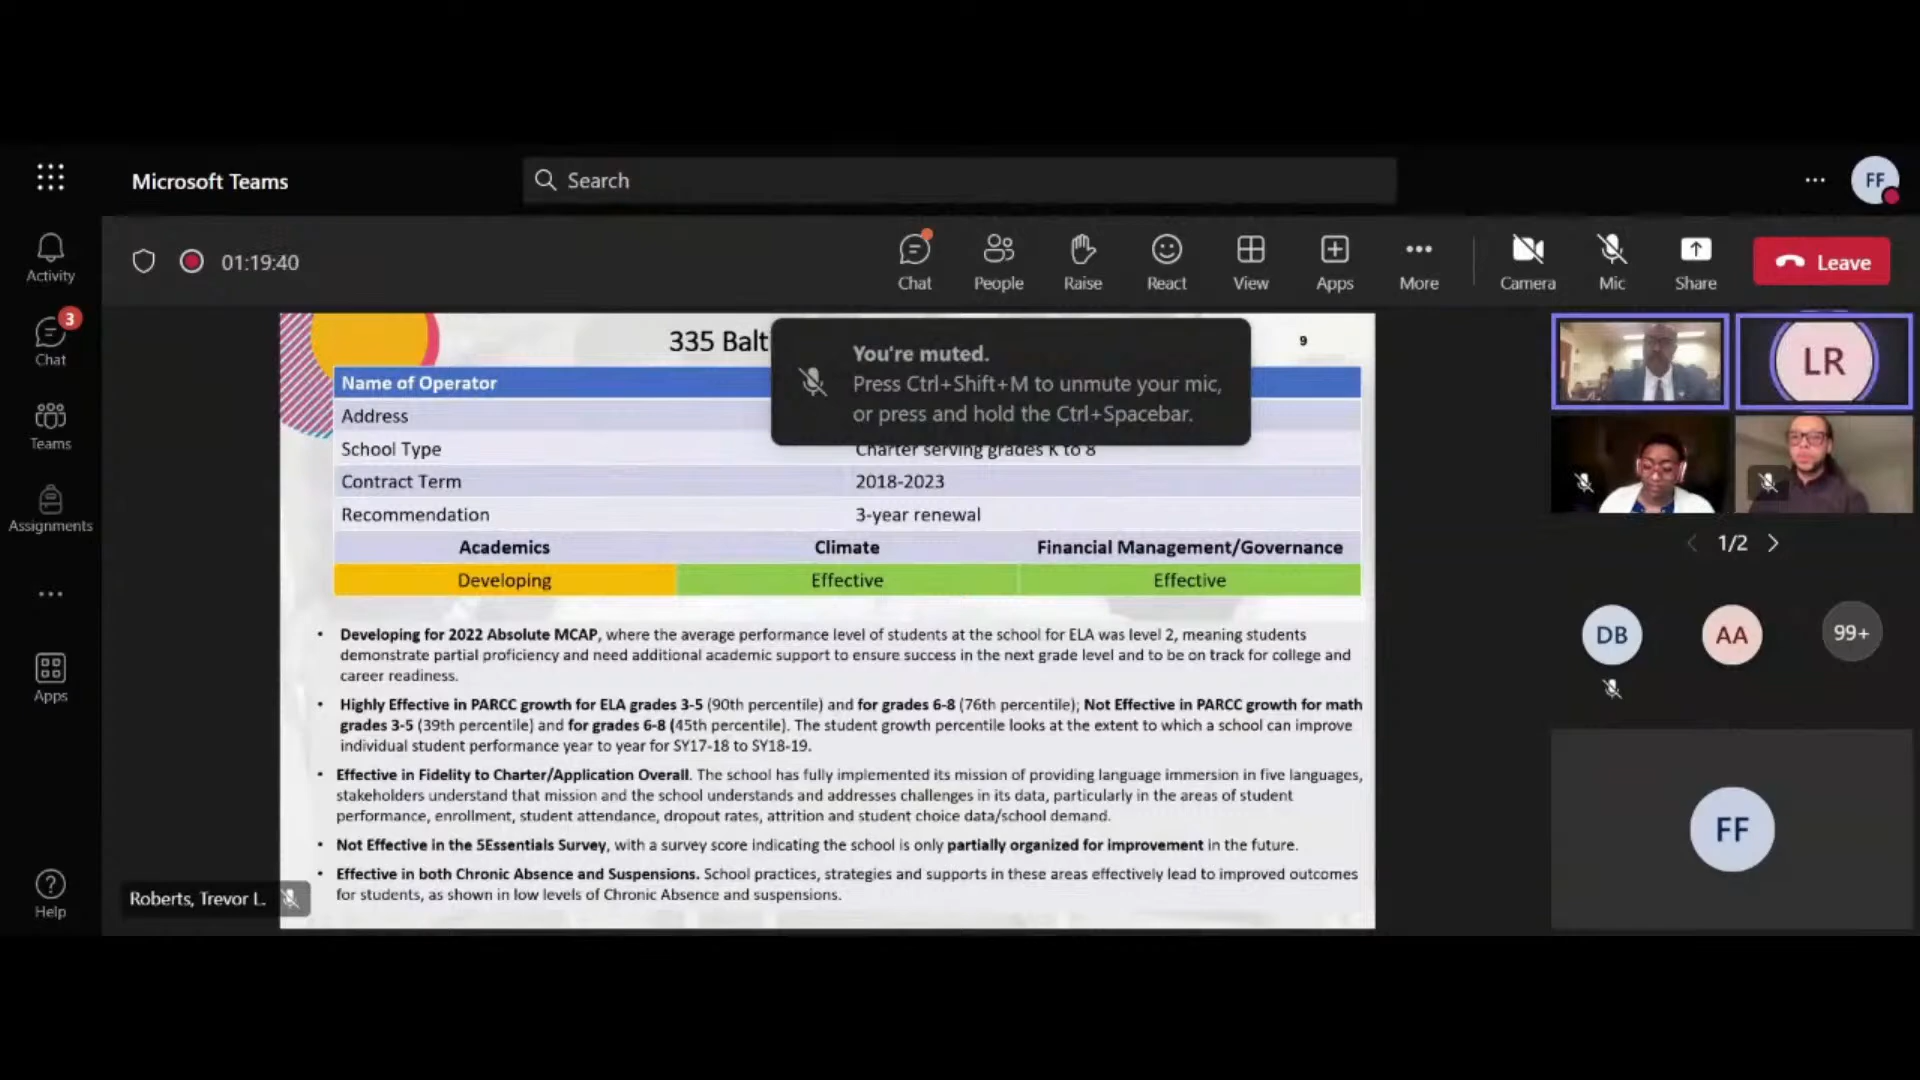 Microsoft Teams
Search
FF
Activity
01:19:40
Chat
People
Raise
React
View
Apps
More
Camera
Mic
Share
Leave
3
Chat
Teams
Assignments
Apps
Help
335 Balt
9
You're muted.
Press Ctrl+Shift+M to unmute your mic,
or press and hold the Ctrl+Spacebar.
Name of Operator
Address
School Type Charter serving grades K to 8
Contract Term 2018-2023
Recommendation 3-year renewal
Academics Climate Financial Management/Governance
Developing Effective Effective
• Developing for 2022 Absolute MCAP, where the average performance level of students at the school for ELA was level 2, meaning students
demonstrate partial proficiency and need additional academic support to ensure success in the next grade level and to be on track for college and
career readiness.
• Highly Effective in PARCC growth for ELA grades 3-5 (90th percentile) and for grades 6-8 (76th percentile); Not Effective in PARCC growth for math
grades 3-5 (39th percentile) and for grades 6-8 (45th percentile). The student growth percentile looks at the extent to which a school can improve
individual student performance year to year for SY17-18 to SY18-19.
• Effective in Fidelity to Charter/Application Overall. The school has fully implemented its mission of providing language immersion in five languages,
stakeholders understand that mission and the school understands and addresses challenges in its data, particularly in the areas of student
performance, enrollment, student attendance, dropout rates, attrition and student choice data/school demand.
• Not Effective in the 5Essentials Survey, with a survey score indicating the school is only partially organized for improvement in the future.
• Effective in both Chronic Absence and Suspensions. School practices, strategies and supports in these areas effectively lead to improved outcomes
for students, as shown in low levels of Chronic Absence and suspensions.
Roberts, Trevor L.
LR
1/2
DB
AA
99+
FF